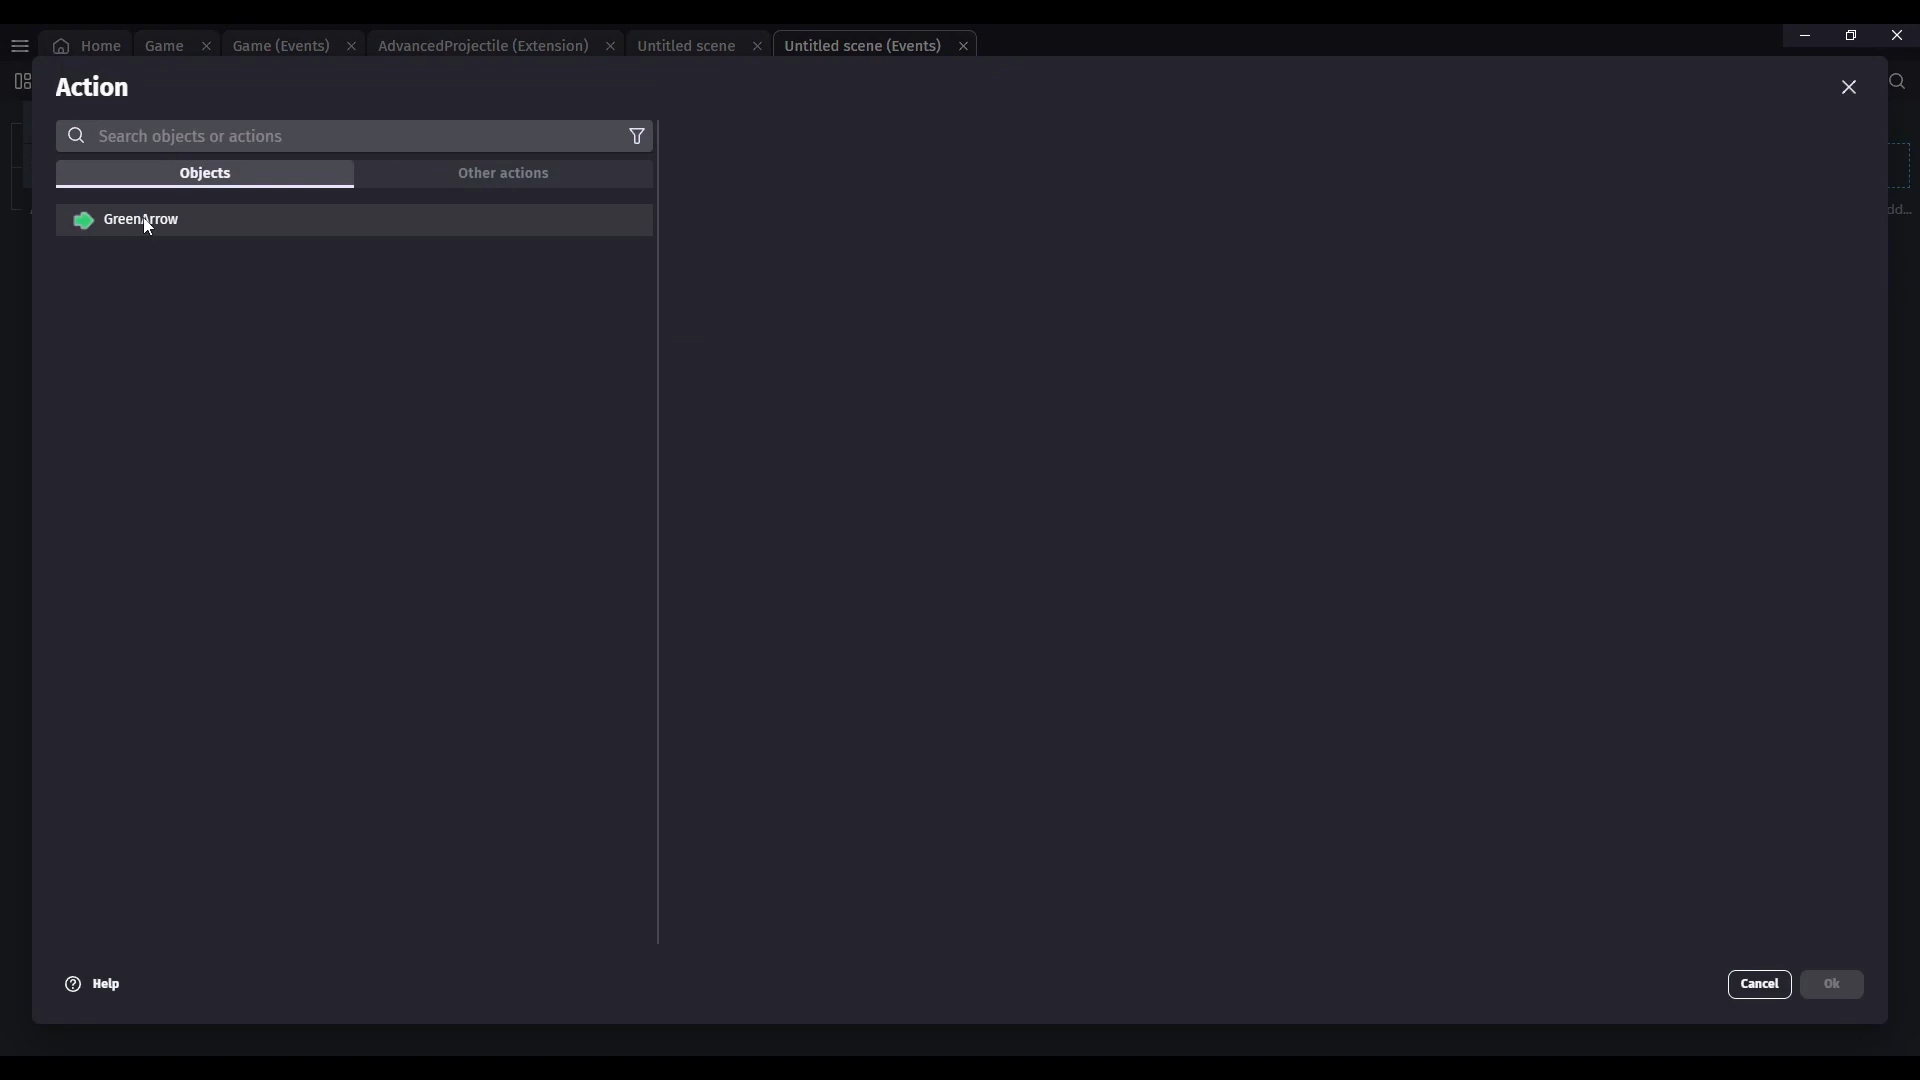 Home
Game
Game (Events)
AdvancedProjectile (Extension)
Untitled scene
Untitled scene (Events)
Action
Search objects or actions
Objects
Other actions
GreenArrow
dd...
Help
Cancel
Ok